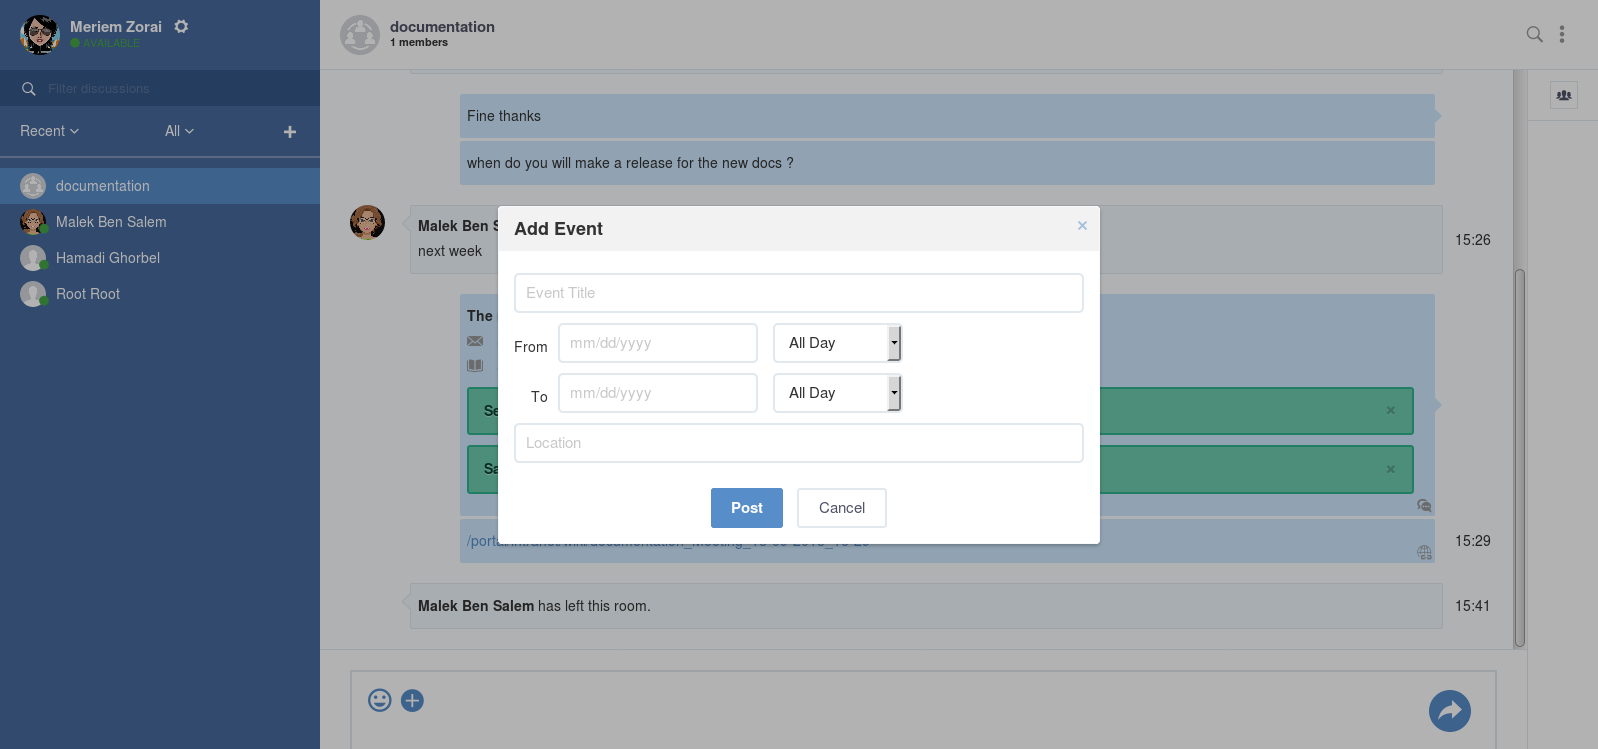 Meriem Zorai
AVAILABLE
Filter discussions
Recent
All
documentation
Malek Ben Salem
Hamadi Ghorbel
Root Root
documentation
1 members
Fine thanks
when do you will make a release for the new docs ?
Malek Ben S
next week
15:26
The
Se
Sa
15:29
Malek Ben Salem has left this room.
15:41
Add Event
×
Event Title
From
mm/dd/yyyy
All Day
To
mm/dd/yyyy
All Day
Location
Post
Cancel